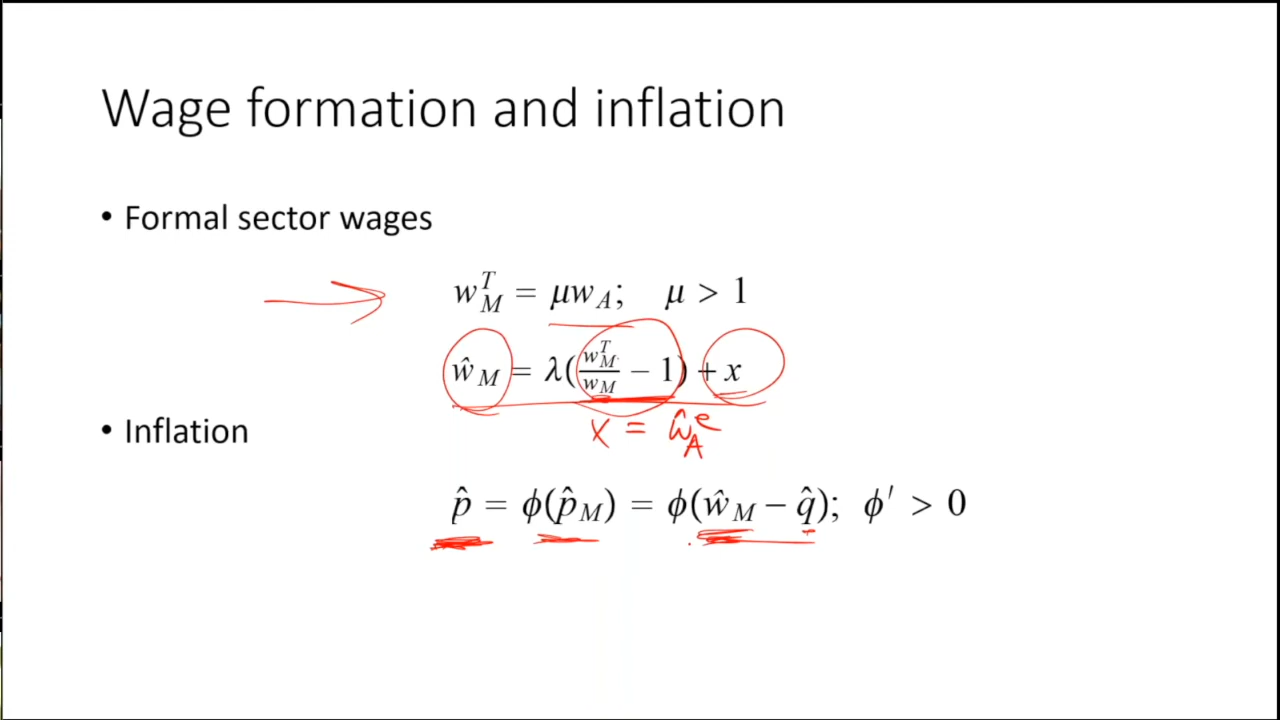 Wage formation and inflation
• Formal sector wages
w_M^T = μw_A;   μ > 1
ŵ_M = λ(w_M^T/w_M − 1) + x
x = ŵ_A^e
• Inflation
p̂ = ϕ(p̂_M) = ϕ(ŵ_M − q̂);  ϕ′ > 0